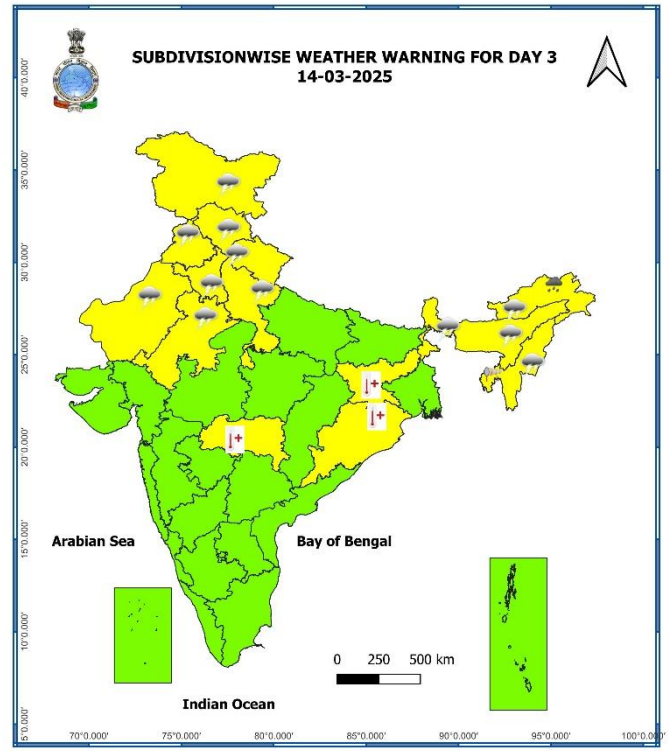 SUBDIVISIONWISE WEATHER WARNING FOR DAY 3
14-03-2025
40°0.000'
35°0.000'
30°0.000'
25°0.000'
20°0.000'
15°0.000'
10°0.000'
5°0.000'
Arabian Sea
Bay of Bengal
0 250 500 km
Indian Ocean
70°0.000' 75°0.000' 80°0.000' 85°0.000' 90°0.000' 95°0.000' 100°0.000'